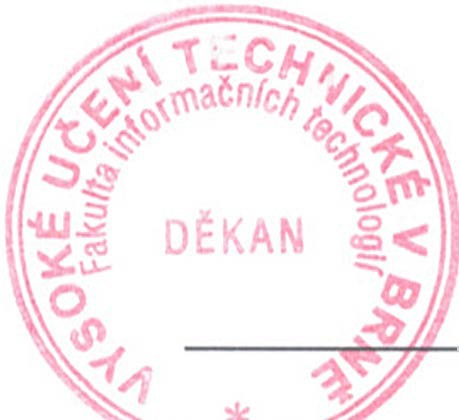 VYSOKÉ UČENÍ TECHNICKÉ V BRNĚ
Fakulta informačních technologií
DĚKAN
*